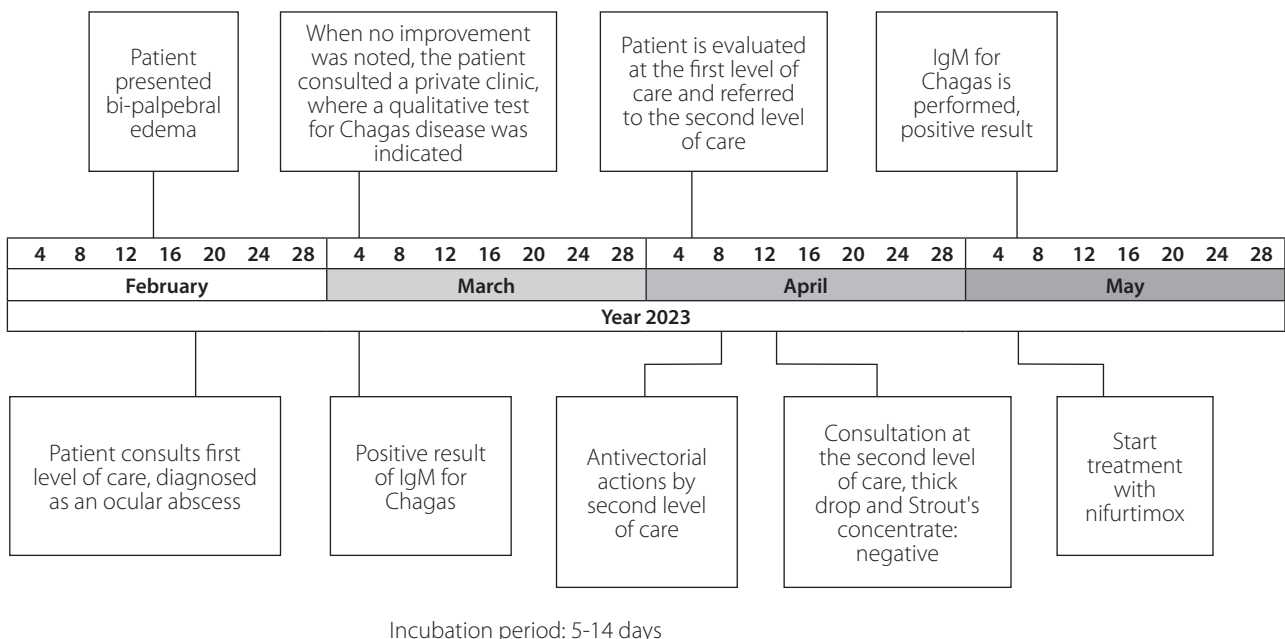 Patient
presented
bi-palpebral
edema
When no improvement
was noted, the patient
consulted a private clinic,
where a qualitative test
for Chagas disease was
indicated
Patient is evaluated
at the first level of
care and referred
to the second level
of care
IgM for
Chagas is
performed,
positive result
4 8 12 16 20 24 28 4 8 12 16 20 24 28 4 8 12 16 20 24 28 4 8 12 16 20 24 28
February March April May
Year 2023
Patient consults first
level of care, diagnosed
as an ocular abscess
Positive result
of IgM for
Chagas
Antivectorial
actions by
second level
of care
Consultation at
the second level
of care, thick
drop and Strout's
concentrate:
negative
Start
treatment
with
nifurtimox
Incubation period: 5-14 days